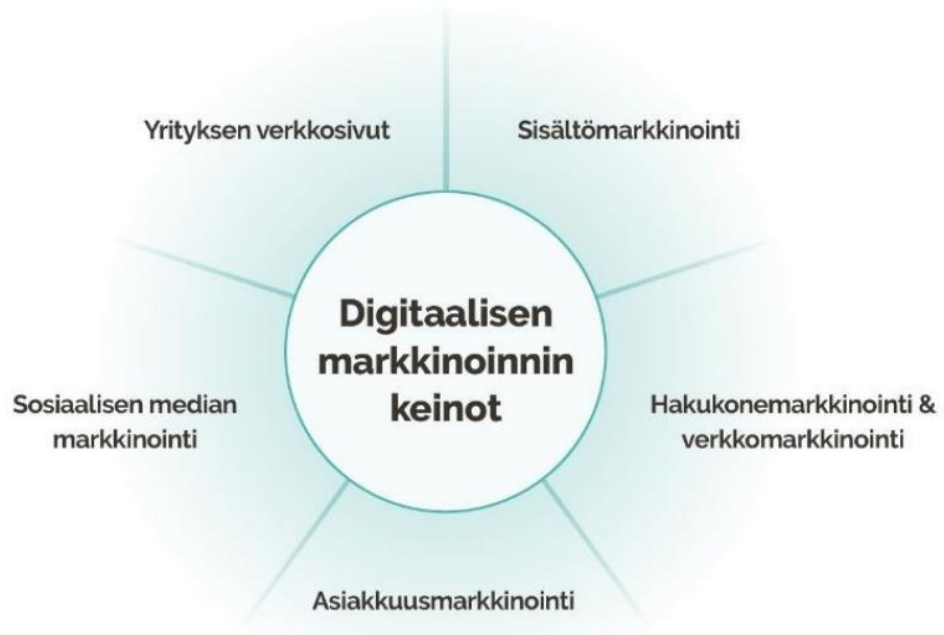 Yrityksen verkkosivut
Sisältömarkkinointi
Digitaalisen
markkinoinnin
keinot
Sosiaalisen median
markkinointi
Hakukonemarkkinointi &
verkkomarkkinointi
Asiakkuusmarkkinointi